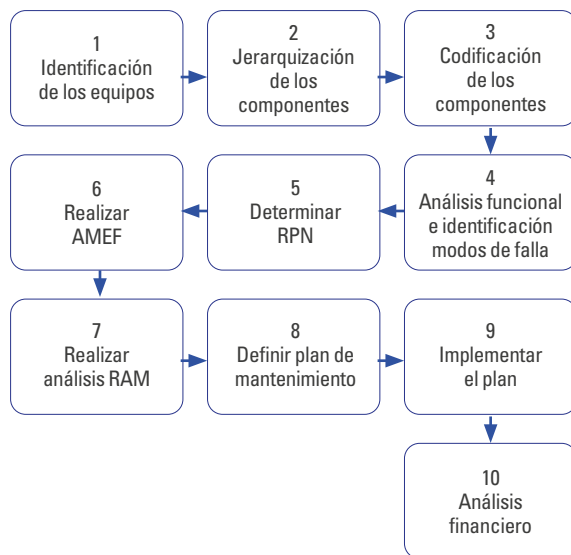 1
Identificación
de los equipos
2
Jerarquización
de los
componentes
3
Codificación
de los
componentes
4
Análisis funcional
e identificación
modos de falla
5
Determinar
RPN
6
Realizar
AMEF
7
Realizar
análisis RAM
8
Definir plan de
mantenimiento
9
Implementar
el plan
10
Análisis
financiero